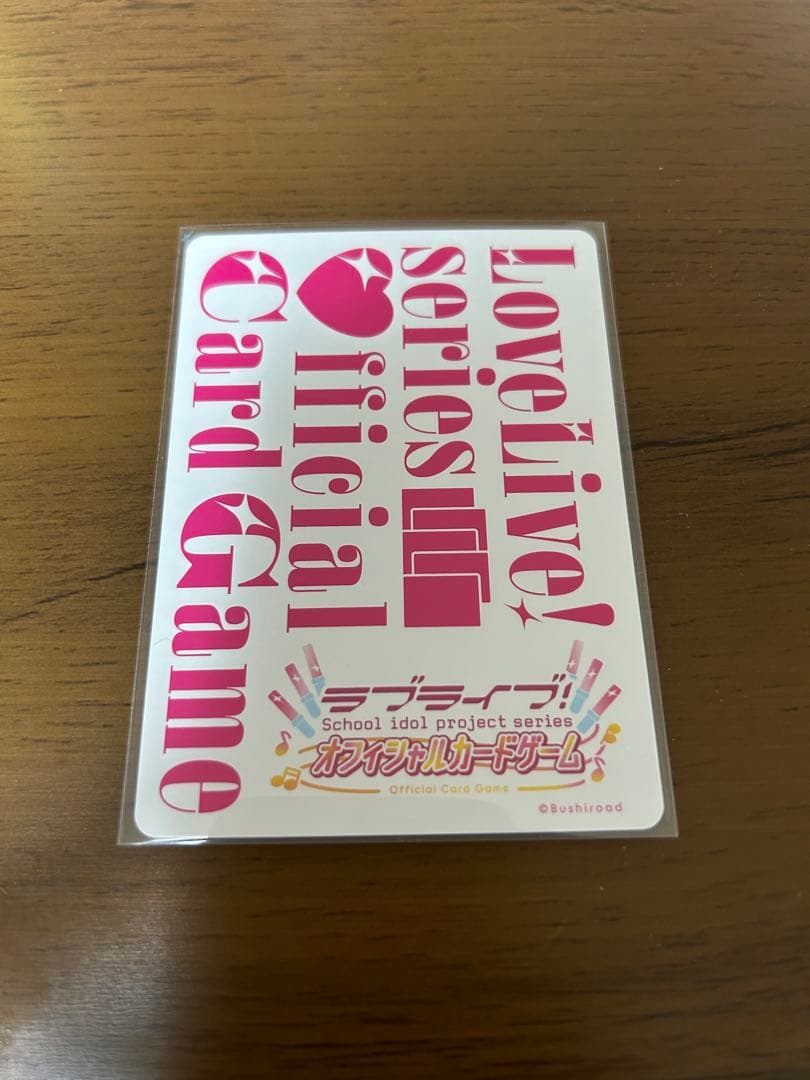 LoveLive!
series
Official
Card Game
ラブライブ!
School idol project series
オフィシャルカードゲーム
Official Card Game
©Bushiroad